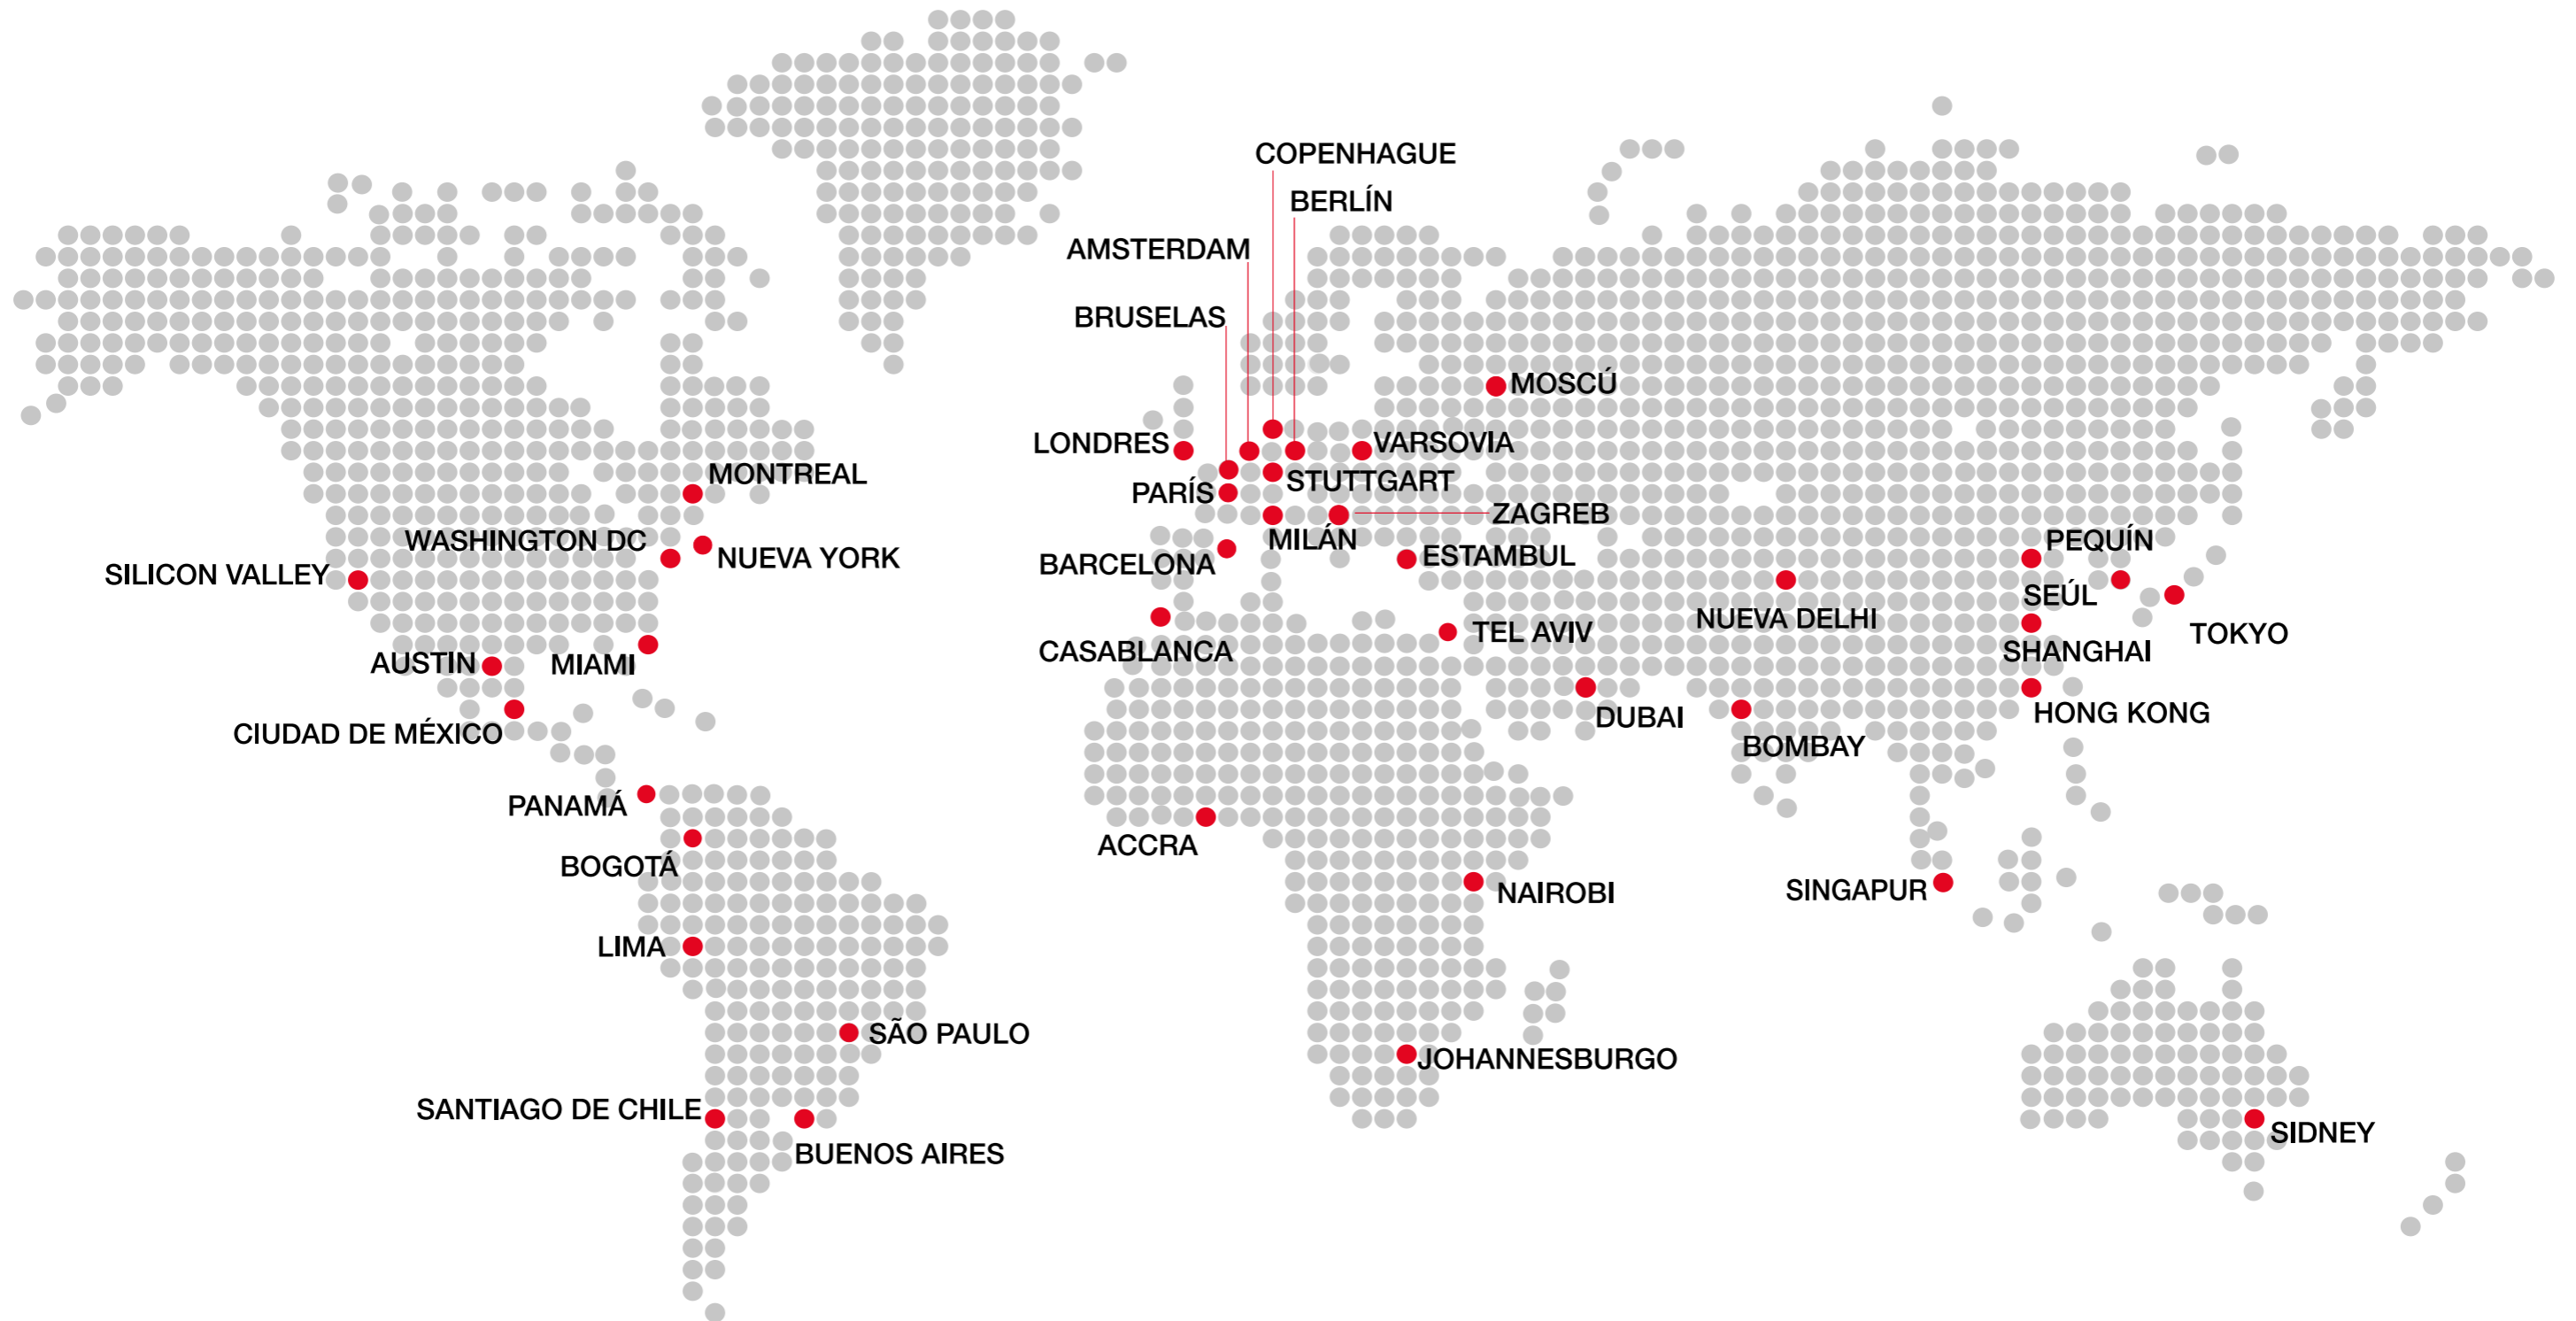 COPENHAGUE
BERLÍN
AMSTERDAM
BRUSELAS
MOSCÚ
LONDRES
VARSOVIA
MONTREAL
STUTTGART
PARÍS
ZAGREB
WASHINGTON DC
MILÁN
PEQUÍN
NUEVA YORK
BARCELONA
ESTAMBUL
SILICON VALLEY
SEÚL
NUEVA DELHI
TEL AVIV
TOKYO
CASABLANCA
SHANGHAI
AUSTIN
MIAMI
HONG KONG
DUBAI
CIUDAD DE MÉXICO
BOMBAY
PANAMÁ
ACCRA
BOGOTÁ
NAIROBI
SINGAPUR
LIMA
SÃO PAULO
JOHANNESBURGO
SANTIAGO DE CHILE
SIDNEY
BUENOS AIRES